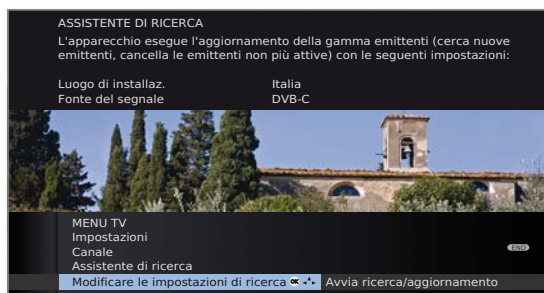 ASSISTENTE DI RICERCA
L'apparecchio esegue l'aggiornamento della gamma emittenti (cerca nuove
emittenti, cancella le emittenti non più attive) con le seguenti impostazioni:
Luogo di installaz. Italia
Fonte del segnale DVB-C
MENU TV
Impostazioni
Canale
END
Assistente di ricerca
Modificare le impostazioni di ricerca OK Avvia ricerca/aggiornamento